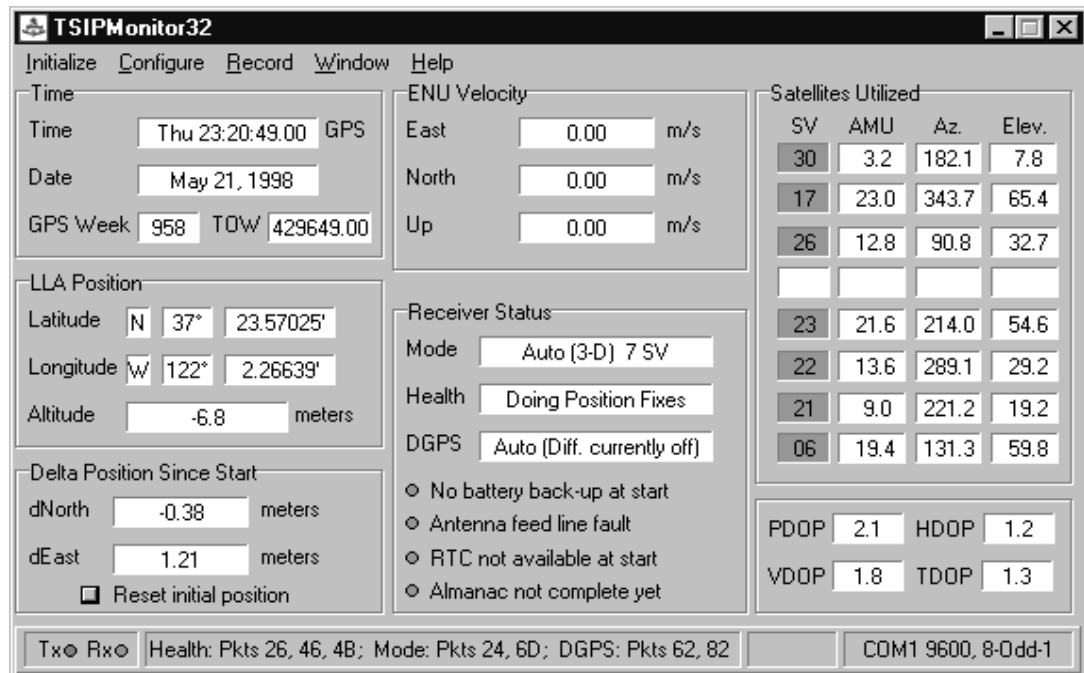 TSIPMonitor32
Initialize Configure Record Window Help
Time
Time Thu 23:20:49.00 GPS
Date May 21, 1998
GPS Week 958 TOW 429649.00
LLA Position
Latitude N 37° 23.57025'
Longitude W 122° 2.26639'
Altitude -6.8 meters
Delta Position Since Start
dNorth -0.38 meters
dEast 1.21 meters
Reset initial position
ENU Velocity
East 0.00 m/s
North 0.00 m/s
Up 0.00 m/s
Receiver Status
Mode Auto (3-D) 7 SV
Health Doing Position Fixes
DGPS Auto (Diff. currently off)
No battery back-up at start
Antenna feed line fault
RTC not available at start
Almanac not complete yet
Satellites Utilized
SV AMU Az. Elev.
30 3.2 182.1 7.8
17 23.0 343.7 65.4
26 12.8 90.8 32.7
23 21.6 214.0 54.6
22 13.6 289.1 29.2
21 9.0 221.2 19.2
06 19.4 131.3 59.8
PDOP 2.1 HDOP 1.2
VDOP 1.8 TDOP 1.3
Tx Rx Health: Pkts 26, 46, 4B; Mode: Pkts 24, 6D; DGPS: Pkts 62, 82 COM1 9600, 8-Odd-1